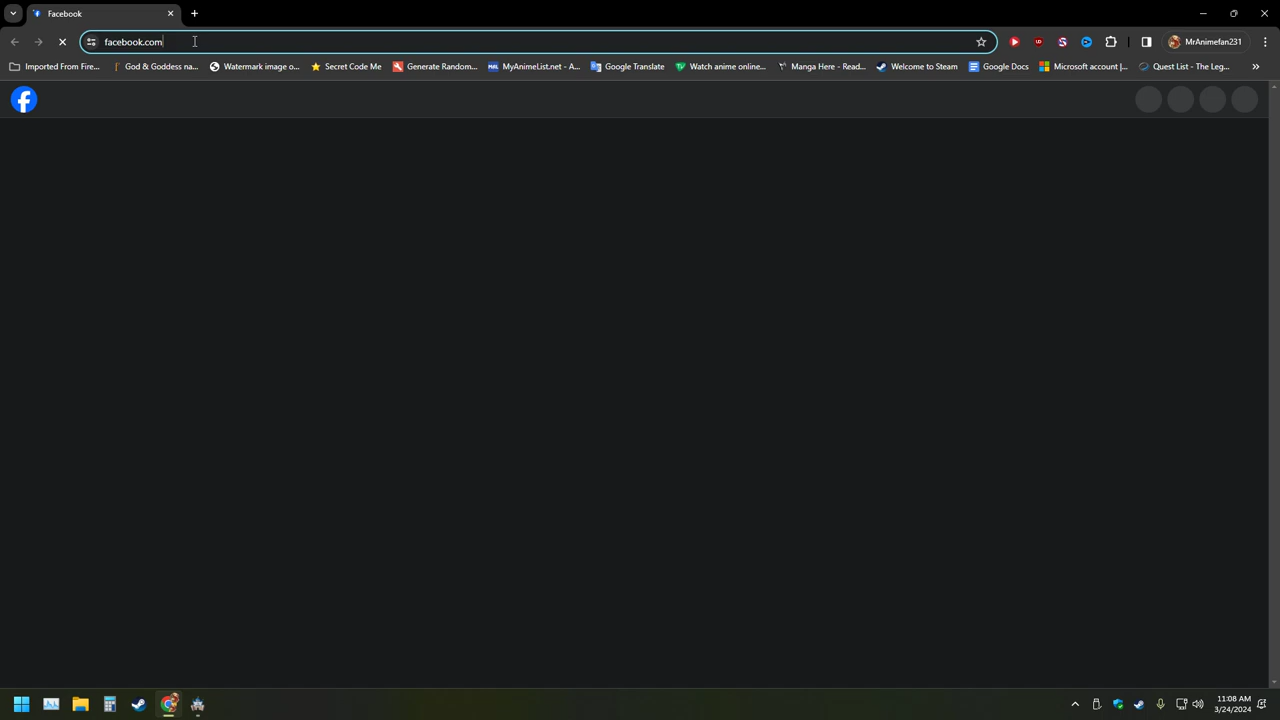 Facebook
facebook.com
MrAnimefan231
Imported From Fire...
God & Goddess na...
Watermark image o...
Secret Code Me
Generate Random...
MyAnimeList.net - A...
Google Translate
Watch anime online...
Manga Here - Read...
Welcome to Steam
Google Docs
Microsoft account |...
Quest List - The Leg...
11:08 AM
3/24/2024